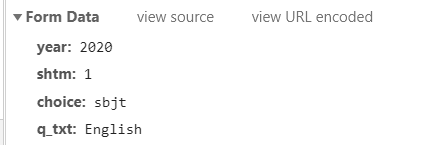 ▼ Form Data view source view URL encoded
year: 2020
shtm: 1
choice: sbjt
q_txt: English